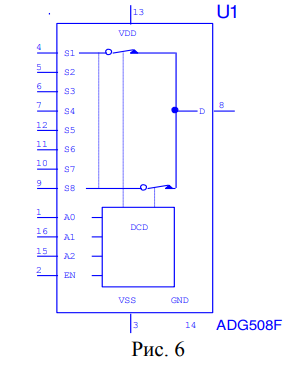 U1
13
VDD
4 S1
5 S2
6 S3
7 S4
D 8
12 S5
11 S6
10 S7
9 S8
1 A0
16 A1
15 A2
2 EN
DCD
VSS GND
3 14
ADG508F
Рис. 6